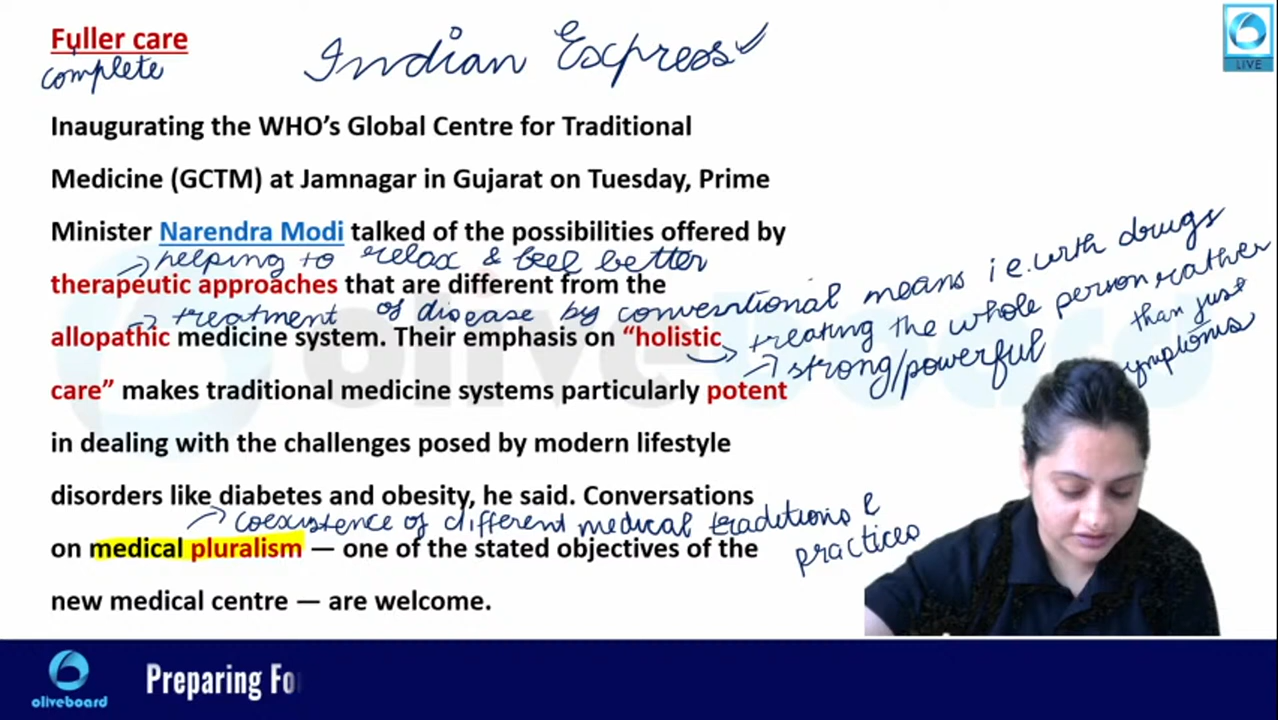 Fuller care
complete
Indian Express
LIVE
Inaugurating the WHO's Global Centre for Traditional
Medicine (GCTM) at Jamnagar in Gujarat on Tuesday, Prime
Minister Narendra Modi talked of the possibilities offered by
helping to relax & feel better
therapeutic approaches that are different from the
treatment of disease by conventional means i.e. with drugs
allopathic medicine system. Their emphasis on “holistic
treating the whole person rather than just symptoms
strong/powerful
care” makes traditional medicine systems particularly potent
in dealing with the challenges posed by modern lifestyle
disorders like diabetes and obesity, he said. Conversations
coexistence of different medical traditions &
practices
on medical pluralism — one of the stated objectives of the
new medical centre — are welcome.
oliveboard
oliveboard
Preparing Fo